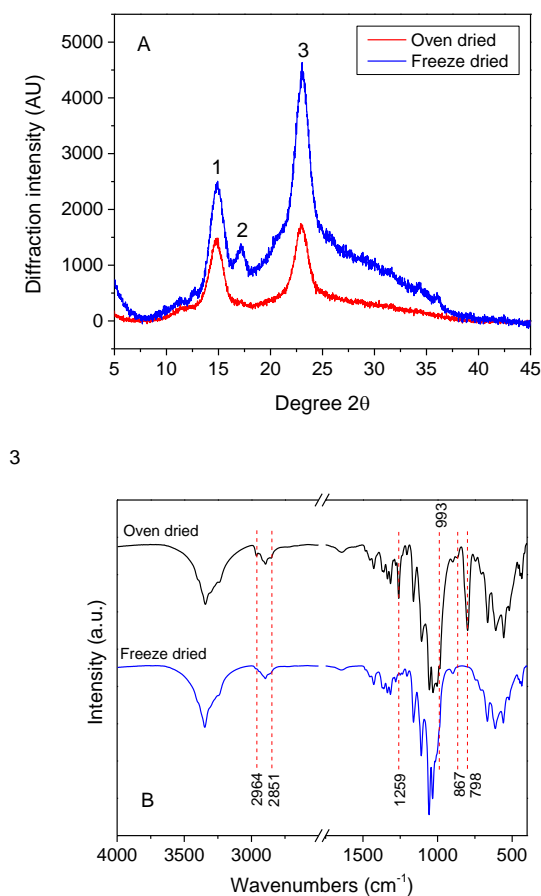 A
Oven dried
Freeze dried
1
2
3
Diffraction intensity (AU)
5000
4000
3000
2000
1000
0
5 10 15 20 25 30 35 40 45
Degree 2θ
3
Oven dried
Freeze dried
993
2964
2851
1259
867
798
Intensity (a.u.)
B
4000 3500 3000 1500 1000 500
Wavenumbers (cm⁻¹)